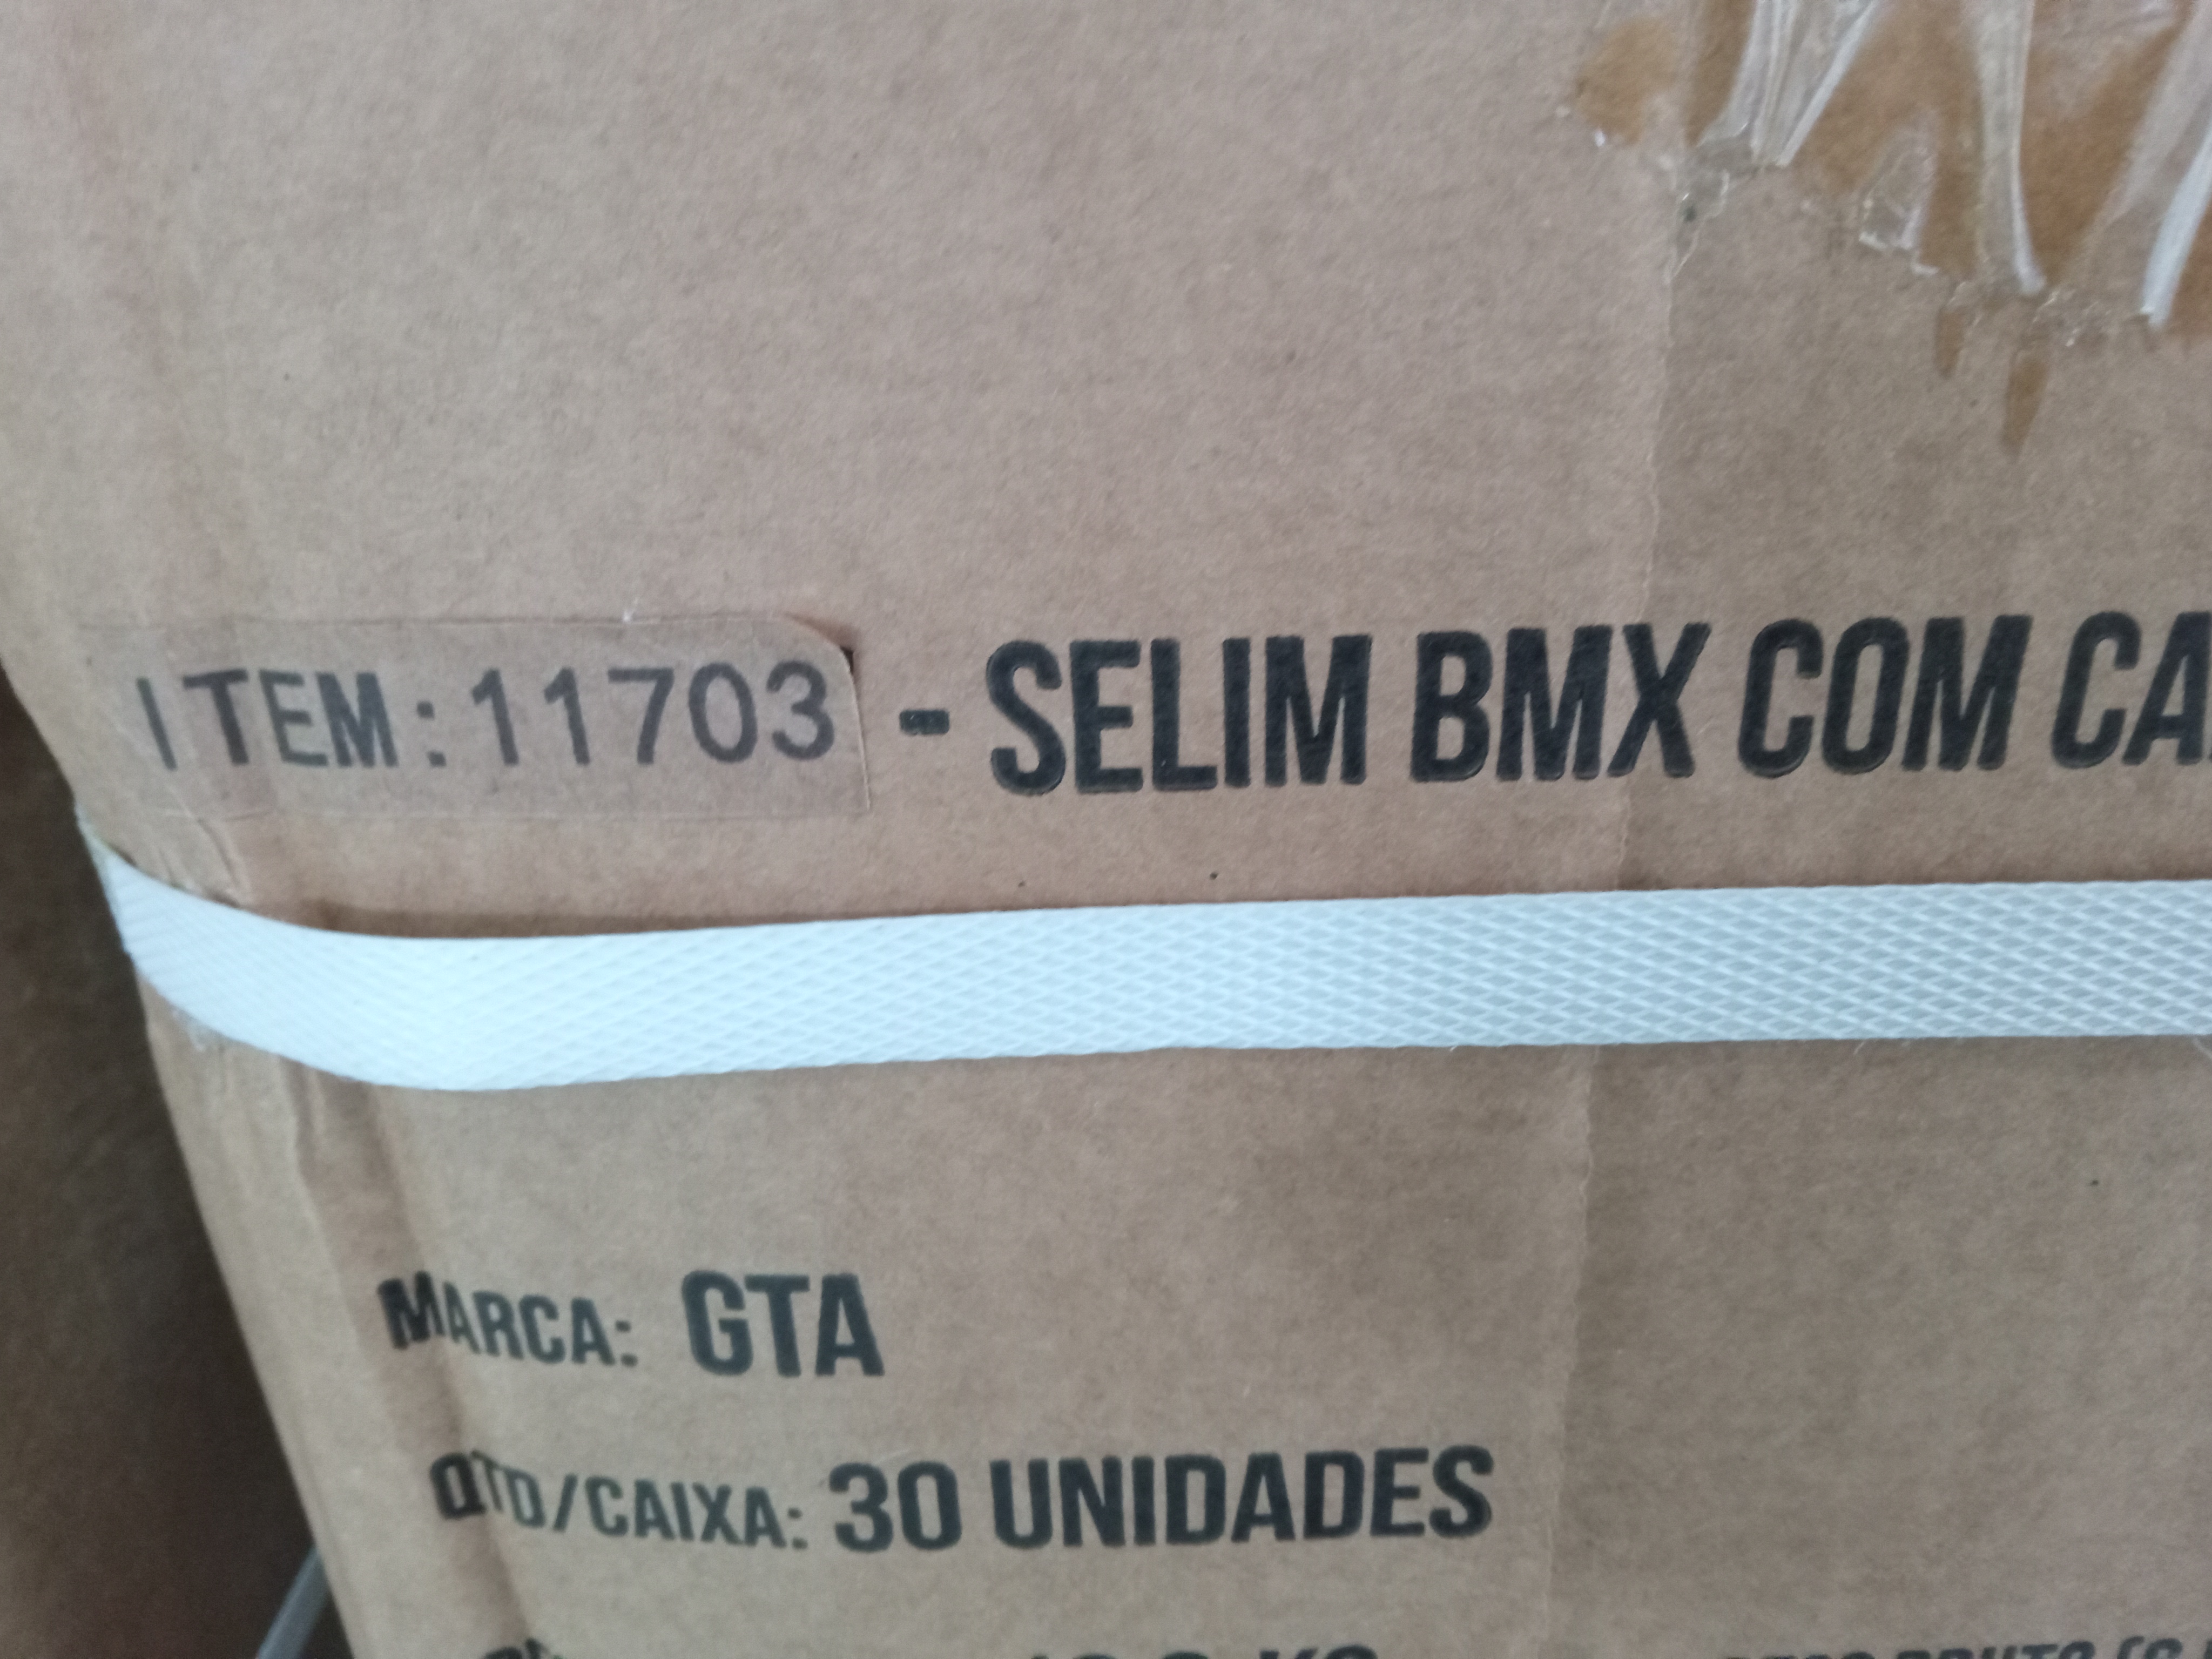 ITEM:11703 - SELIM BMX COM
MARCA: GTA
QTD/CAIXA: 30 UNIDADES